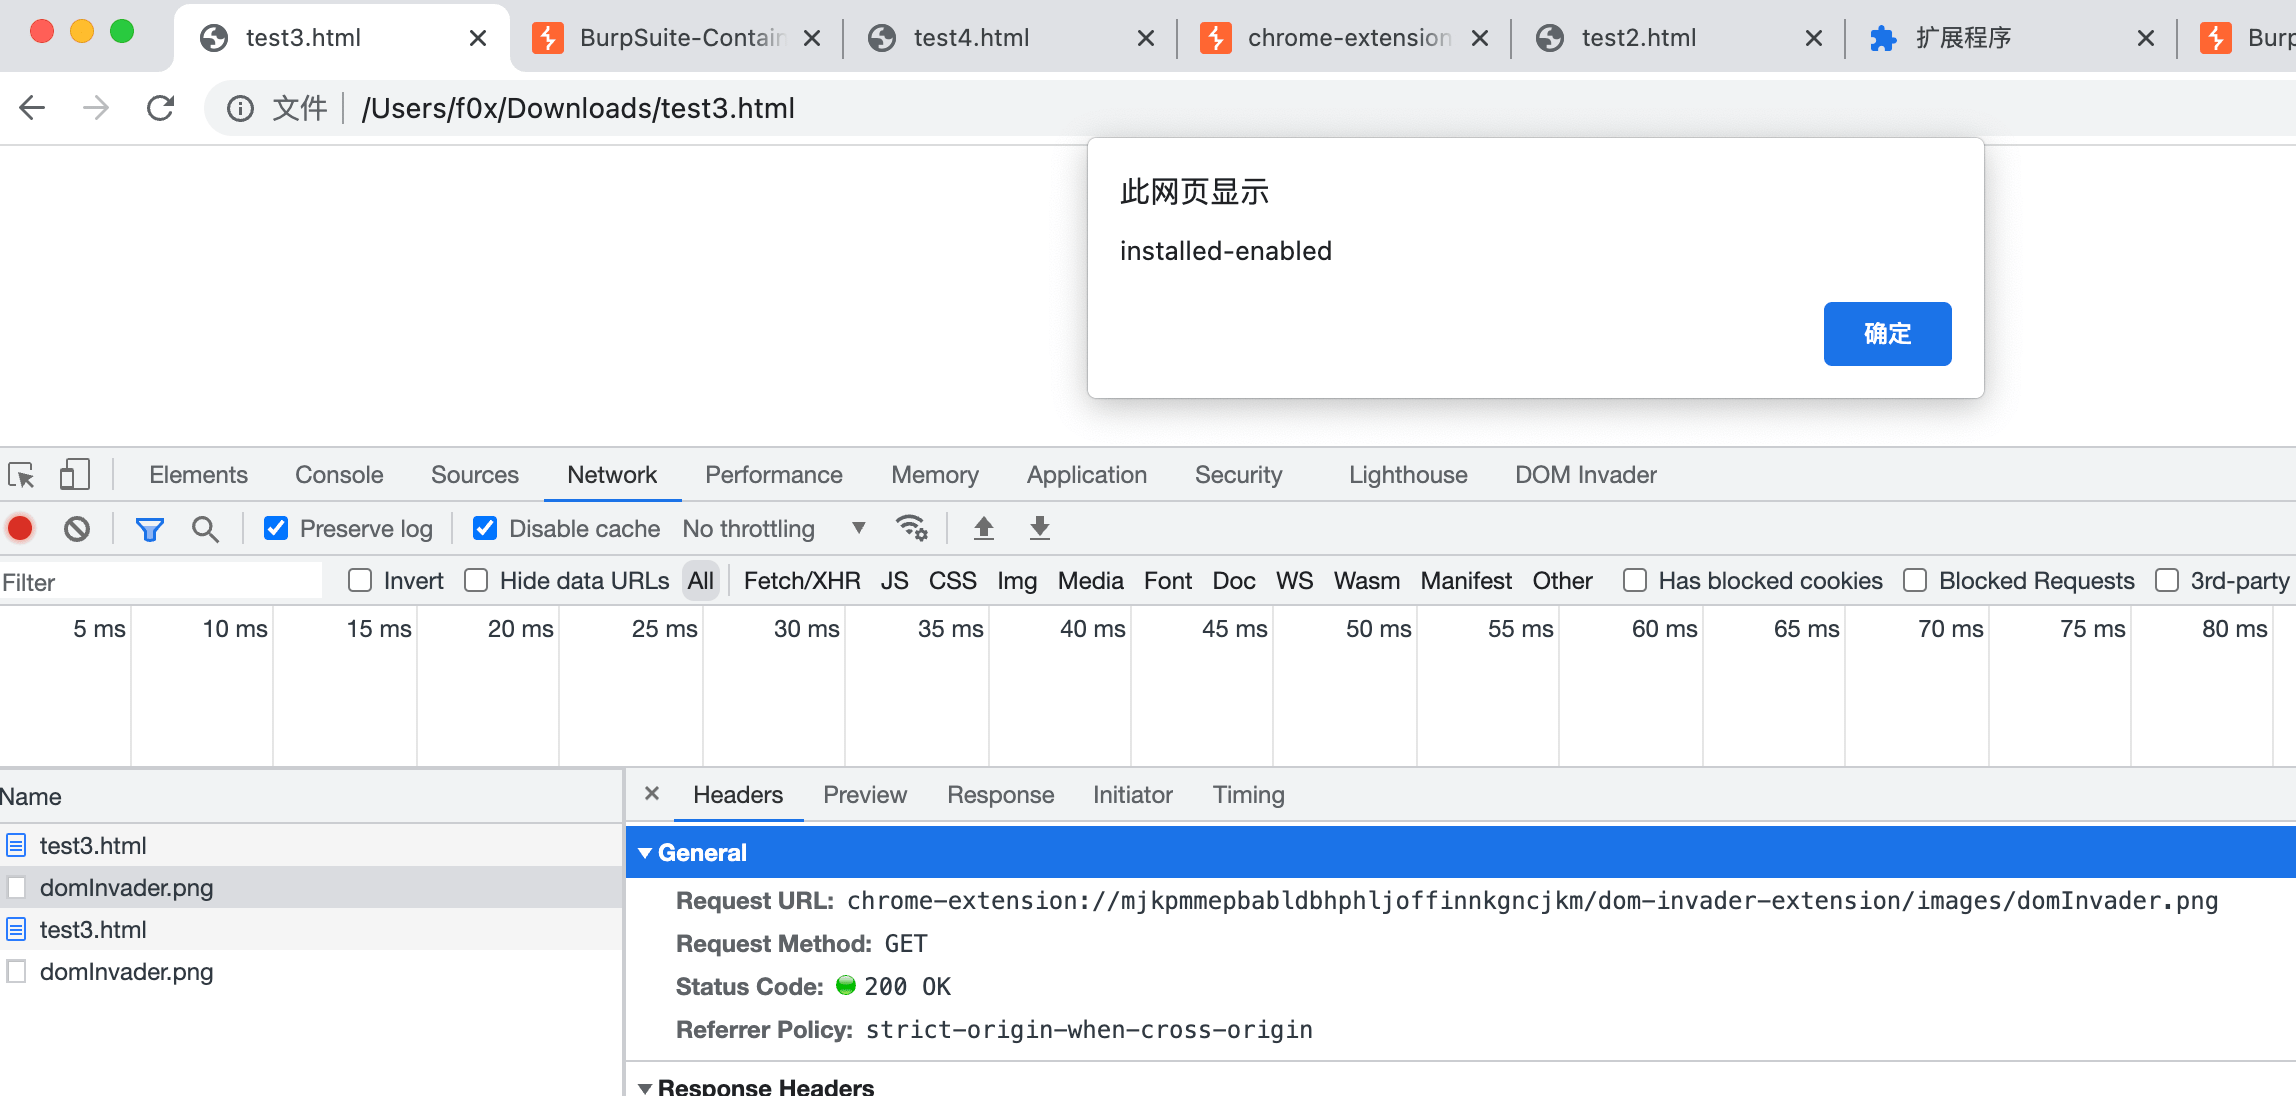 test3.html
BurpSuite-Contain
test4.html
chrome-extension
test2.html
扩展程序
Burp
文件
/Users/f0x/Downloads/test3.html
此网页显示
installed-enabled
确定
Elements Console Sources Network Performance Memory Application Security Lighthouse DOM Invader
Preserve log Disable cache No throttling
Filter Invert Hide data URLs All Fetch/XHR JS CSS Img Media Font Doc WS Wasm Manifest Other Has blocked cookies Blocked Requests 3rd-party
5 ms 10 ms 15 ms 20 ms 25 ms 30 ms 35 ms 40 ms 45 ms 50 ms 55 ms 60 ms 65 ms 70 ms 75 ms 80 ms
Name
test3.html
domInvader.png
test3.html
domInvader.png
Headers Preview Response Initiator Timing
General
Request URL: chrome-extension://mjkpmmepbabldbhphljoffinnkgncjkm/dom-invader-extension/images/domInvader.png
Request Method: GET
Status Code: 200 OK
Referrer Policy: strict-origin-when-cross-origin
Response Headers